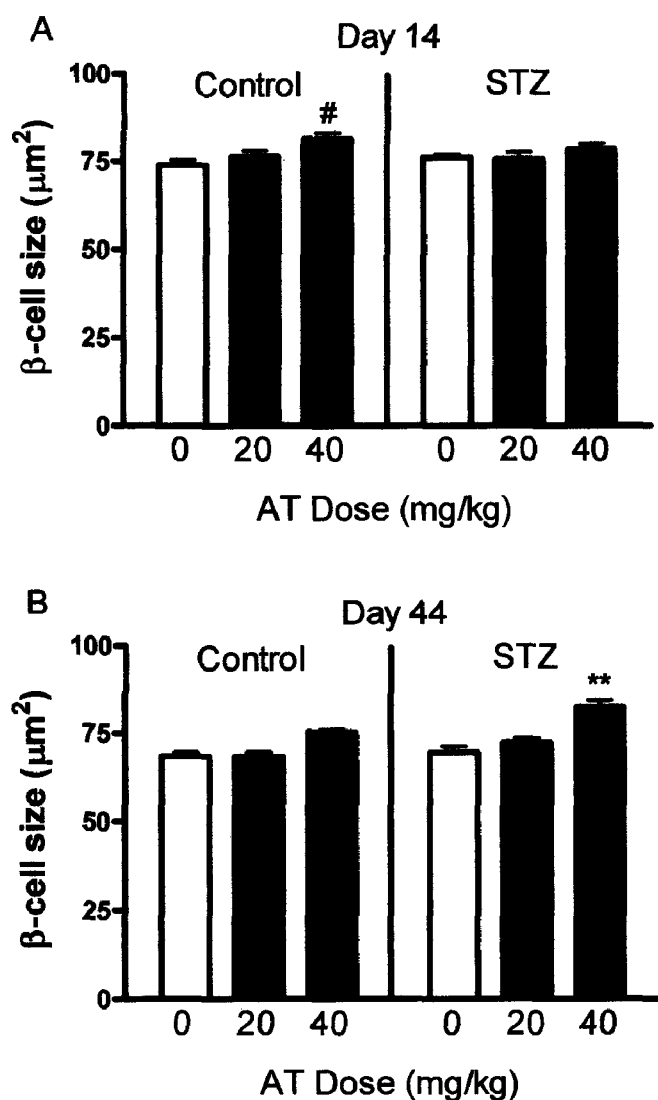 A
Day 14
Control
STZ
#
100
75
50
25
0
β-cell size (μm²)
0 20 40 0 20 40
AT Dose (mg/kg)
B
Day 44
Control
STZ
**
100
75
50
25
0
β-cell size (μm²)
0 20 40 0 20 40
AT Dose (mg/kg)